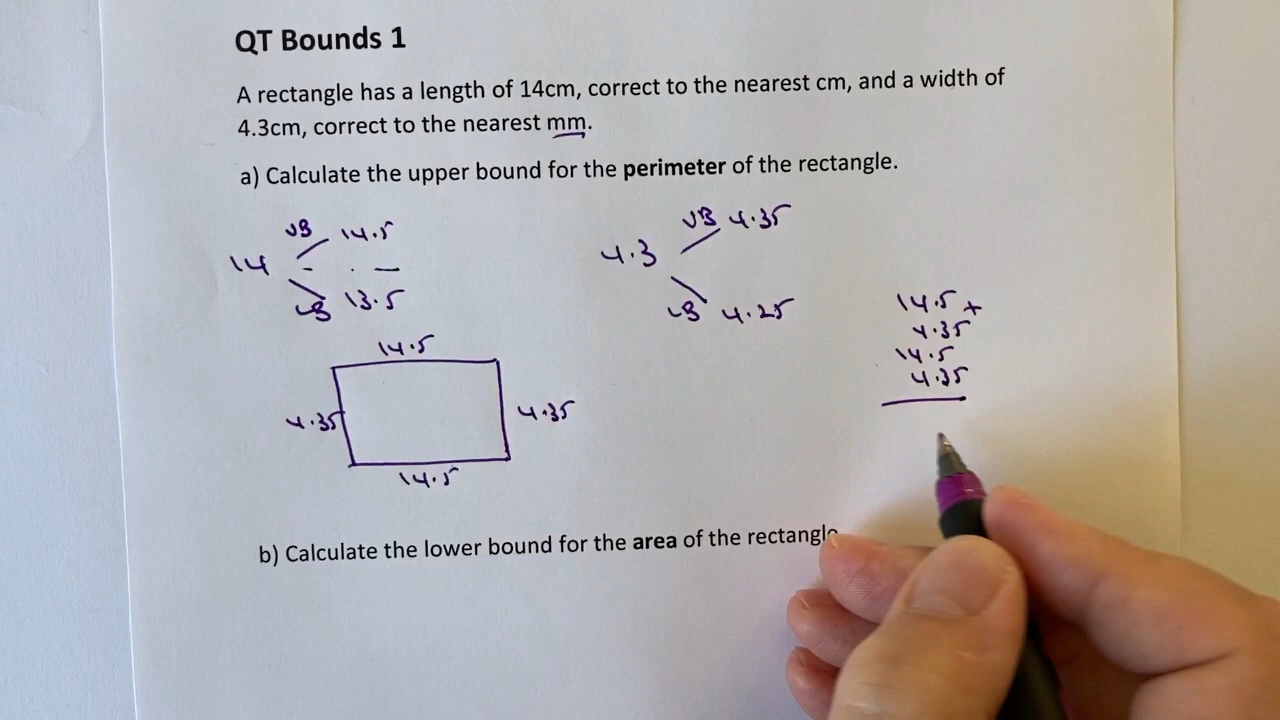 QT Bounds 1
A rectangle has a length of 14cm, correct to the nearest cm, and a width of
4.3cm, correct to the nearest mm.
a) Calculate the upper bound for the perimeter of the rectangle.
UB 14.5
14
LB 13.5
UB 4.35
4.3
LB 4.25
14.5
4.35
4.35
14.5
14.5 +
4.35
14.5
4.35
b) Calculate the lower bound for the area of the